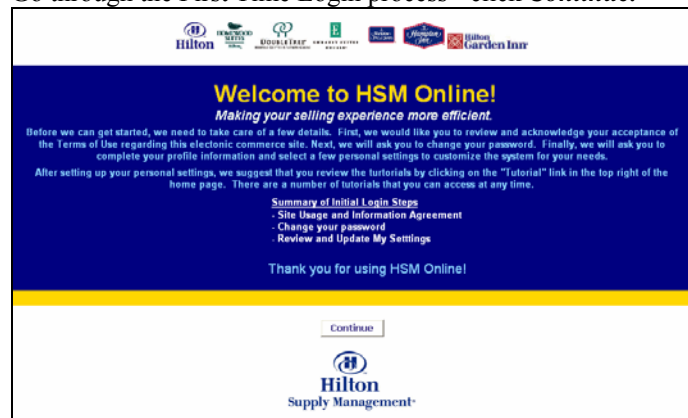 Go through the First Time Login process - click Continue.
Hilton
HOMEWOOD
SUITES
DOUBLETREE
EMBASSY SUITES
HOTELS
Hampton
Hilton
Garden Inn
Welcome to HSM Online!
Making your selling experience more efficient.
Before we can get started, we need to take care of a few details. First, we would like you to review and acknowledge your acceptance of
the Terms of Use regarding this electonic commerce site. Next, we will ask you to change your password. Finally, we will ask you to
complete your profile information and select a few personal settings to customize the system for your needs.
After setting up your personal settings, we suggest that you review the turtorials by clicking on the "Tutorial" link in the top right of the
home page. There are a number of tutorials that you can access at any time.
Summary of Initial Login Steps
- Site Usage and Information Agreement
- Change your password
- Review and Update My Setttings
Thank you for using HSM Online!
Continue
Hilton
Supply Management